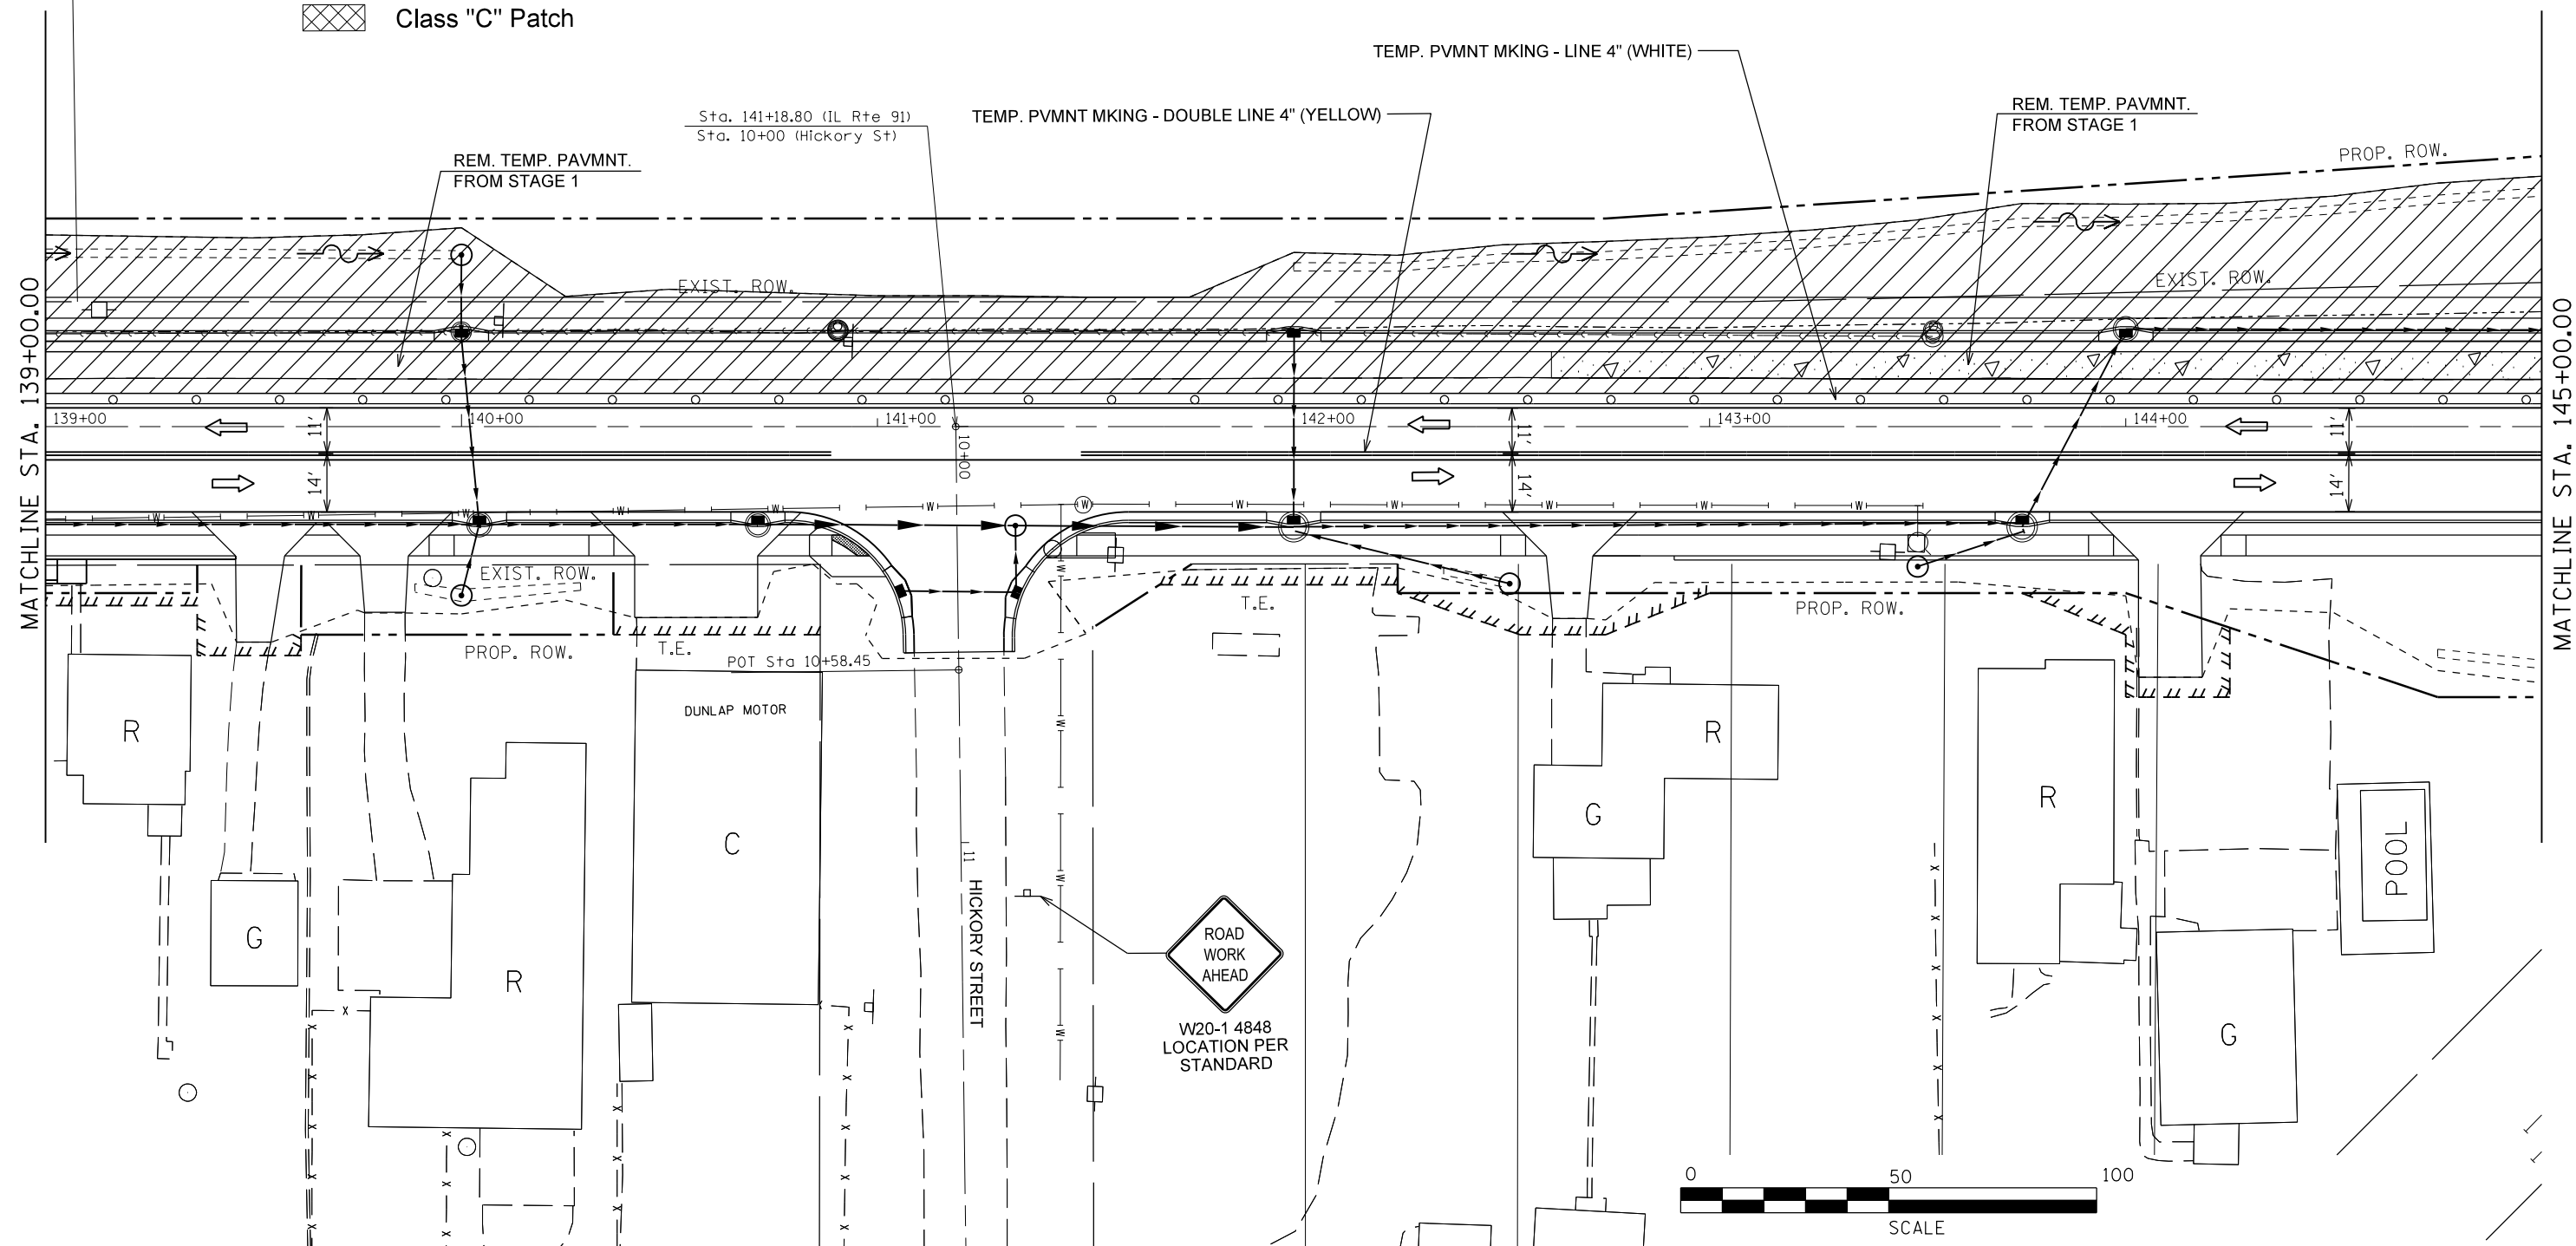 Class "C" Patch
TEMP. PVMNT MKING - LINE 4" (WHITE)
REM. TEMP. PAVMNT.
FROM STAGE 1
Sta. 141+18.80 (IL Rte 91)
Sta. 10+00 (Hickory St)
TEMP. PVMNT MKING - DOUBLE LINE 4" (YELLOW)
REM. TEMP. PAVMNT.
FROM STAGE 1
PROP. ROW.
EXIST. ROW.
EXIST. ROW.
MATCHLINE STA. 139+00.00
MATCHLINE STA. 145+00.00
139+00
11'
140+00
141+00
10+00
142+00
11'
143+00
144+00
11'
14'
14'
14'
W W W W W W W W W W W W
EXIST. ROW.
T.E.
PROP. ROW.
PROP. ROW.
T.E.
POT Sta 10+58.45
DUNLAP MOTOR
R
R
W
C
G
R
POOL
11
HICKORY STREET
W
G
R
ROAD
WORK
AHEAD
W20-1 4848
LOCATION PER
STANDARD
W
G
0 50 100
SCALE